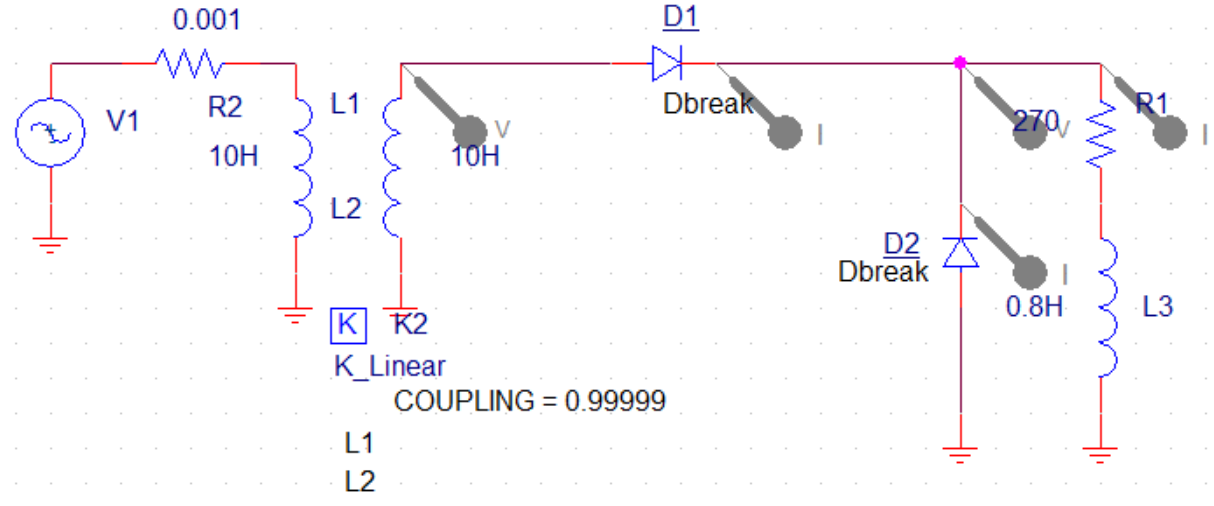 0.001
D1
V1
R2
L1
Dbreak
270
R1
V
V
I
I
10H
10H
L2
D2
Dbreak
I
0.8H
L3
K
K2
K_Linear
COUPLING = 0.99999
L1
L2